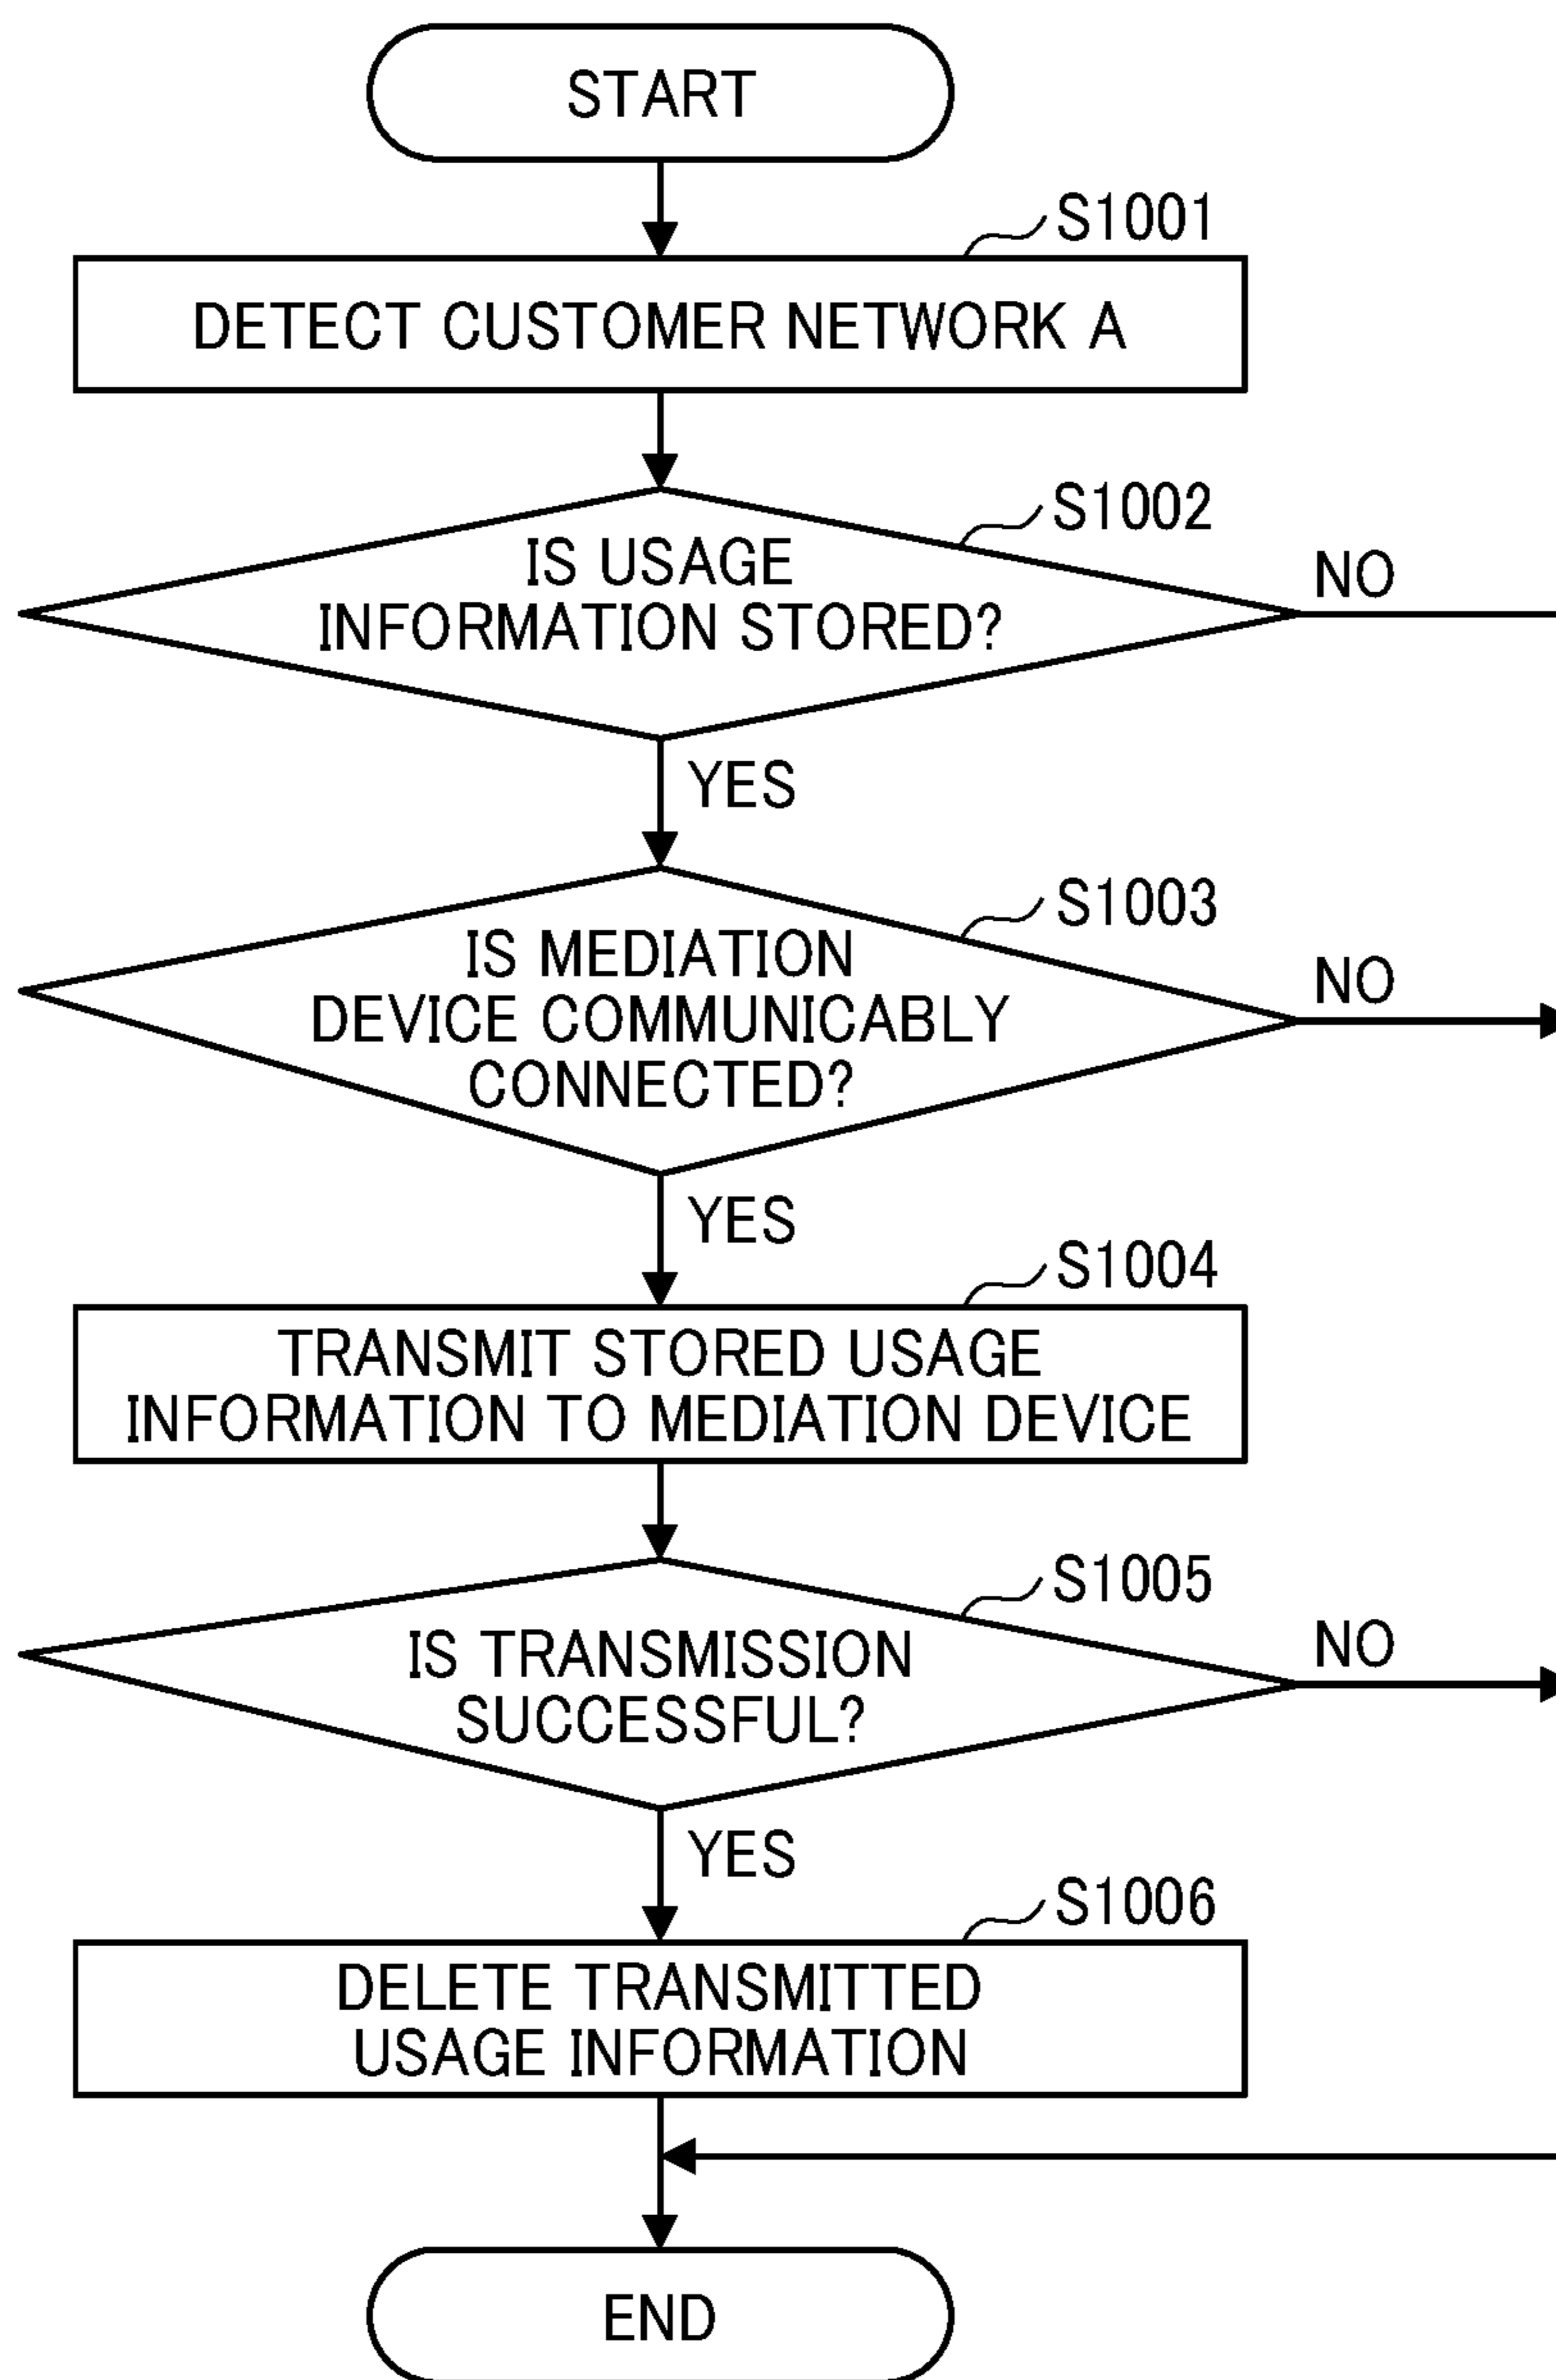 START
S1001
DETECT CUSTOMER NETWORK A
S1002
IS USAGE
INFORMATION STORED?
NO
YES
S1003
IS MEDIATION
DEVICE COMMUNICABLY
CONNECTED?
NO
YES
S1004
TRANSMIT STORED USAGE
INFORMATION TO MEDIATION DEVICE
S1005
IS TRANSMISSION
SUCCESSFUL?
NO
YES
S1006
DELETE TRANSMITTED
USAGE INFORMATION
END